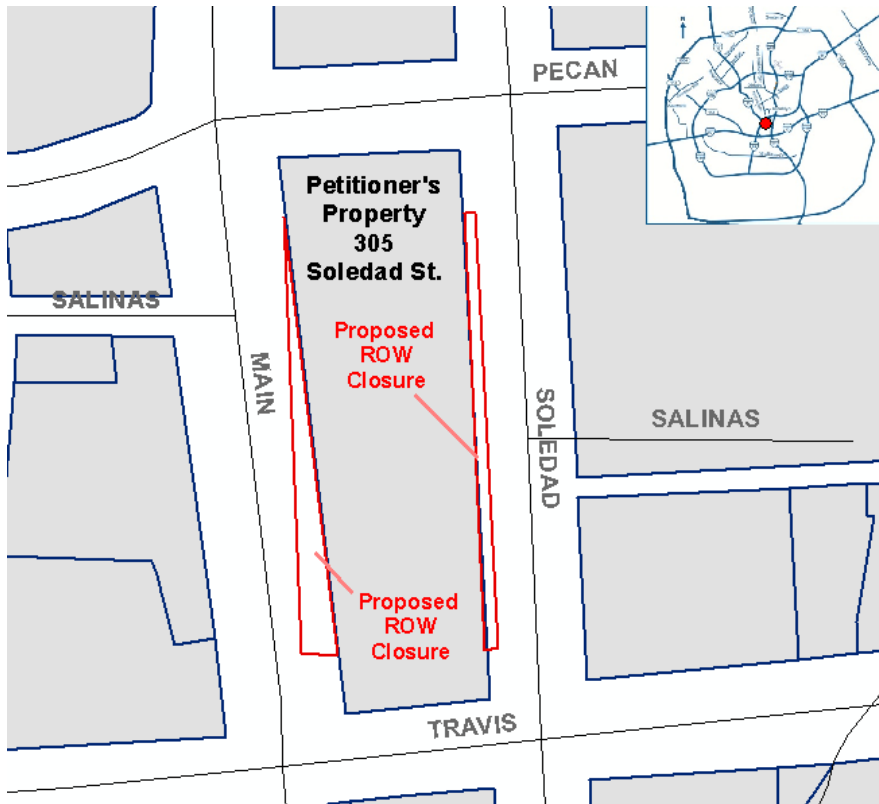 PECAN
N
Petitioner's
Property
305
Soledad St.
SALINAS
Proposed
ROW
Closure
MAIN
SOLEDAD
SALINAS
Proposed
ROW
Closure
TRAVIS